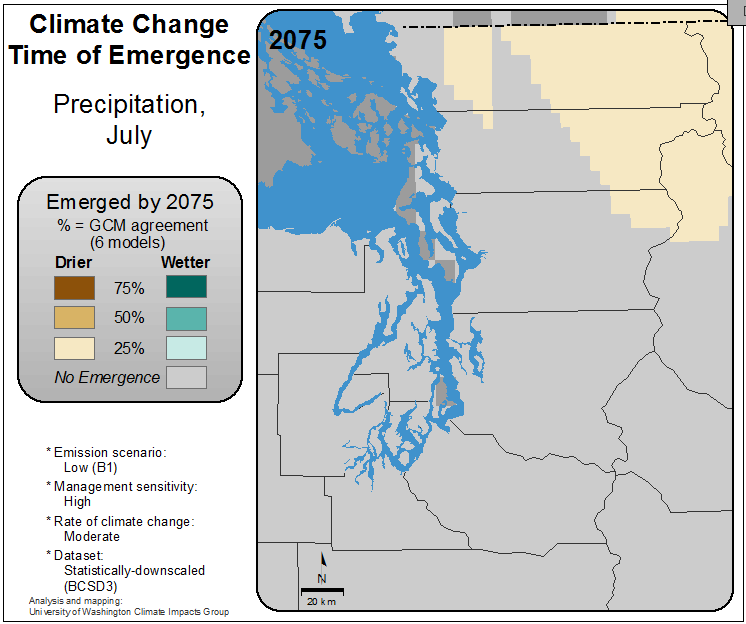 Climate Change
Time of Emergence
Precipitation,
July
Emerged by 2075
% = GCM agreement
(6 models)
Drier Wetter
75%
50%
25%
No Emergence
* Emission scenario:
Low (B1)
* Management sensitivity:
High
* Rate of climate change:
Moderate
* Dataset:
Statistically-downscaled
(BCSD3)
Analysis and mapping:
University of Washington Climate Impacts Group
2075
N
20 km